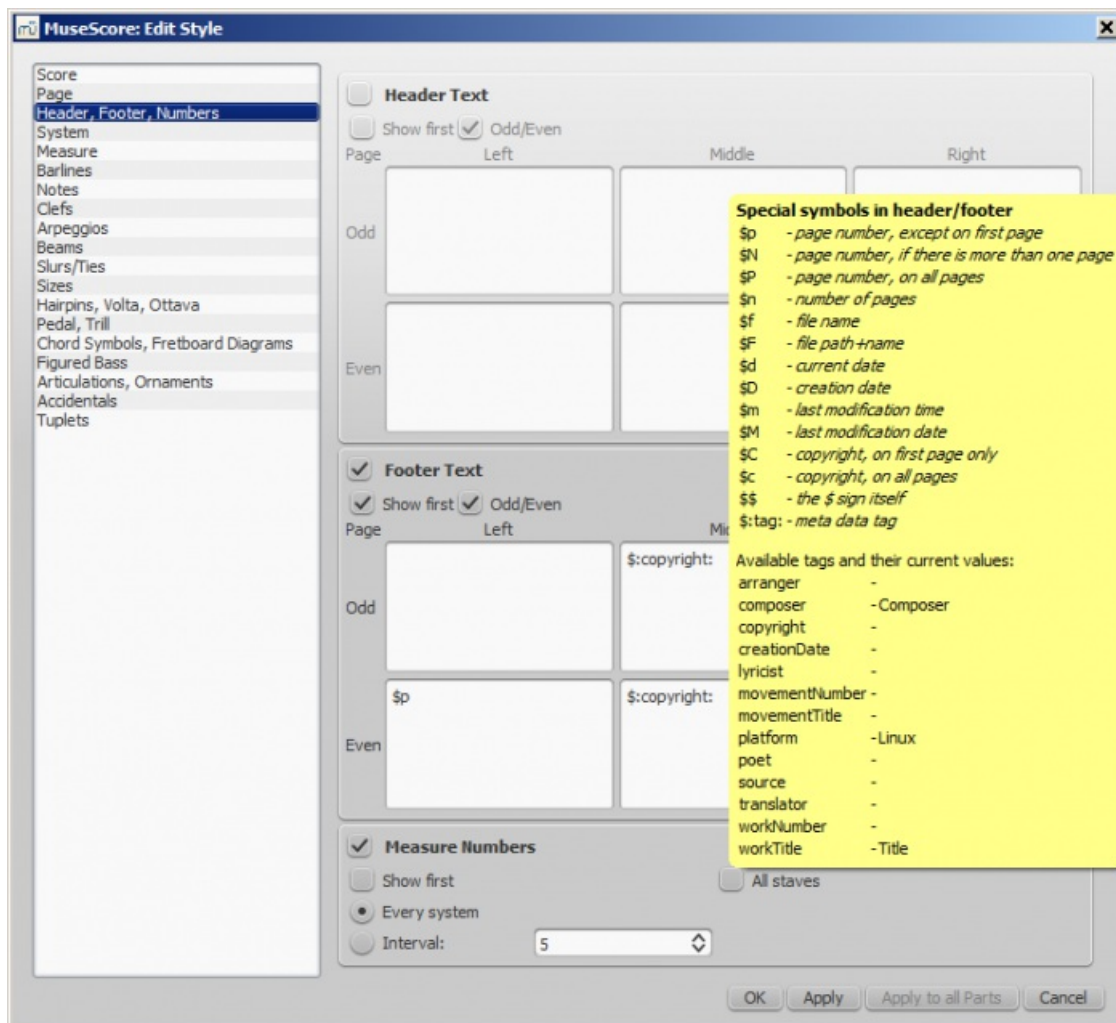 MuseScore: Edit Style
Score
Page
Header, Footer, Numbers
System
Measure
Barlines
Notes
Clefs
Arpeggios
Beams
Slurs/Ties
Sizes
Hairpins, Volta, Ottava
Pedal, Trill
Chord Symbols, Fretboard Diagrams
Figured Bass
Articulations, Ornaments
Accidentals
Tuplets
Header Text
Show first Odd/Even
Page Left Middle Right
Odd
Even
Special symbols in header/footer
$p - page number, except on first page
$N - page number, if there is more than one page
$P - page number, on all pages
$n - number of pages
$f - file name
$F - file path+name
$d - current date
$D - creation date
$m - last modification time
$M - last modification date
$C - copyright, on first page only
$c - copyright, on all pages
$$ - the $ sign itself
$:tag: - meta data tag
Available tags and their current values:
arranger -
composer -Composer
copyright -
creationDate -
lyricist -
movementNumber -
movementTitle -
platform -Linux
poet -
source -
translator -
workNumber -
workTitle -Title
Footer Text
Show first Odd/Even
Page Left
Odd $:copyright:
Even $p $:copyright:
Measure Numbers
Show first All staves
Every system
Interval: 5
OK Apply Apply to all Parts Cancel